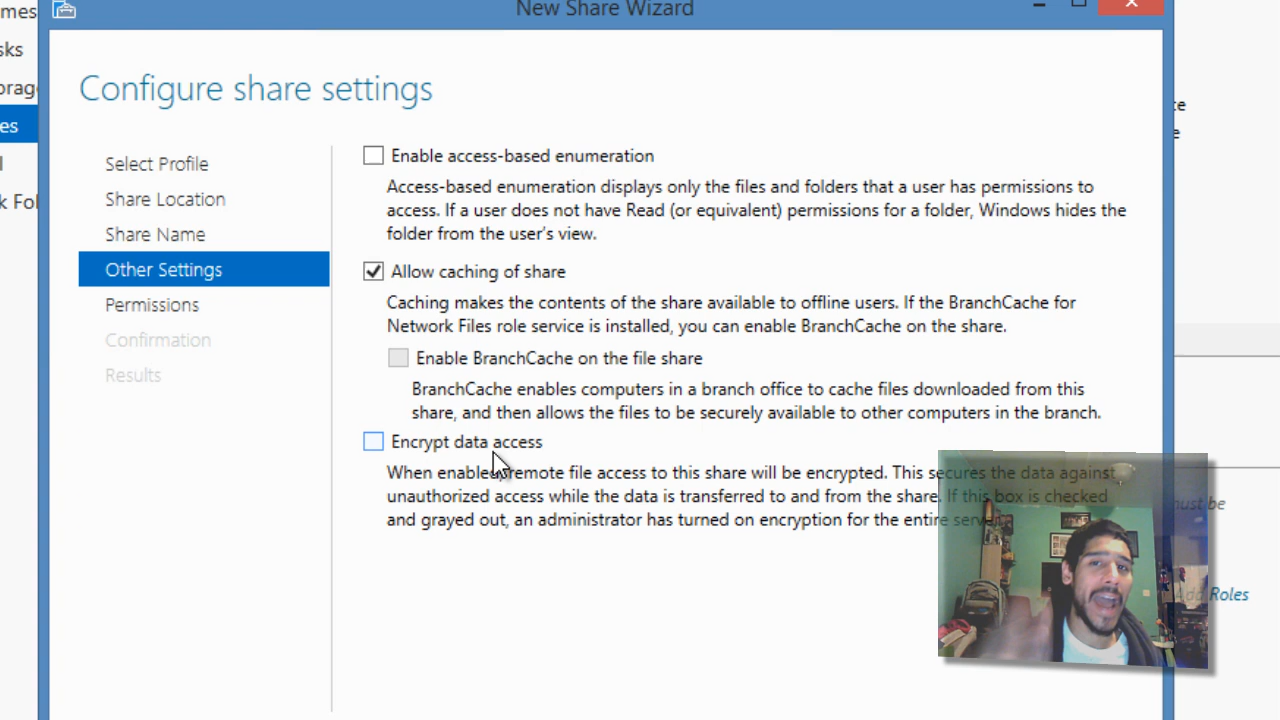 New Share Wizard
Configure share settings
Select Profile
Share Location
Share Name
Other Settings
Permissions
Confirmation
Results
Enable access-based enumeration
Access-based enumeration displays only the files and folders that a user has permissions to
access. If a user does not have Read (or equivalent) permissions for a folder, Windows hides the
folder from the user's view.
Allow caching of share
Caching makes the contents of the share available to offline users. If the BranchCache for
Network Files role service is installed, you can enable BranchCache on the share.
Enable BranchCache on the file share
BranchCache enables computers in a branch office to cache files downloaded from this
share, and then allows the files to be securely available to other computers in the branch.
Encrypt data access
When enabled, remote file access to this share will be encrypted. This secures the data against
unauthorized access while the data is transferred to and from the share. If this box is checked
and grayed out, an administrator has turned on encryption for the entire server.
must be
Add Roles